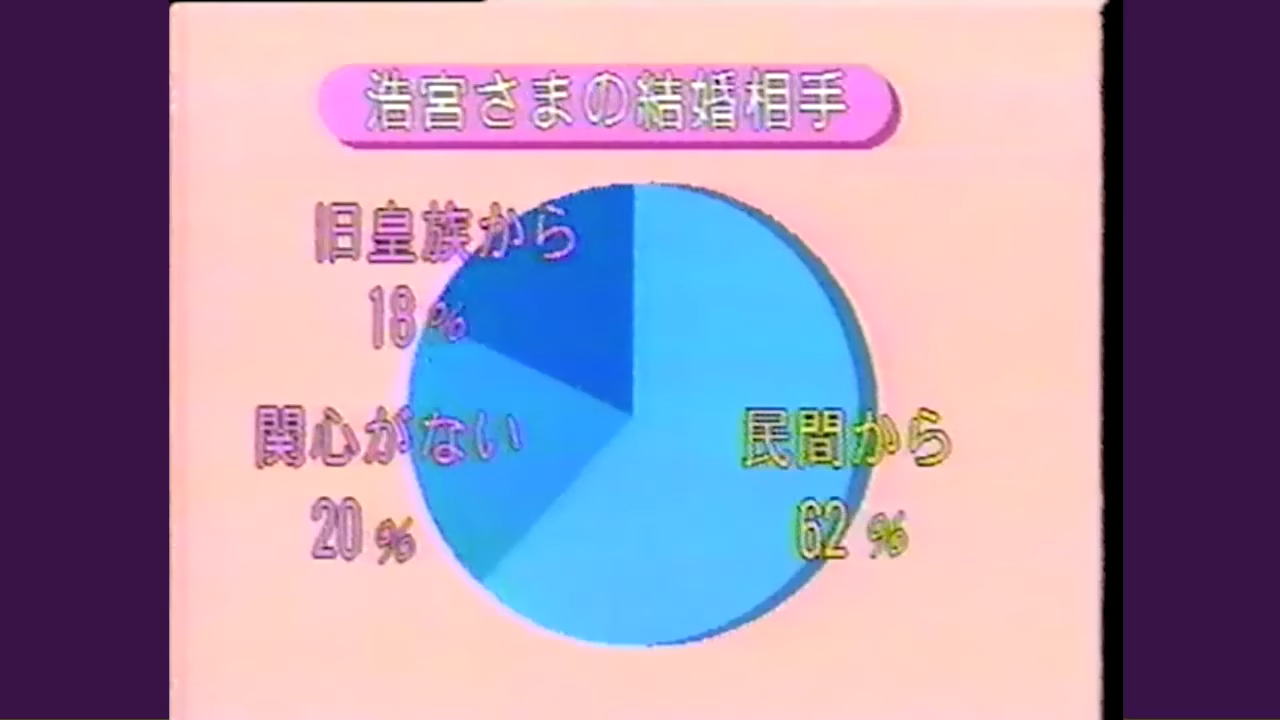 浩宮さまの結婚相手
旧皇族から
18%
関心がない
20%
民間から
62%